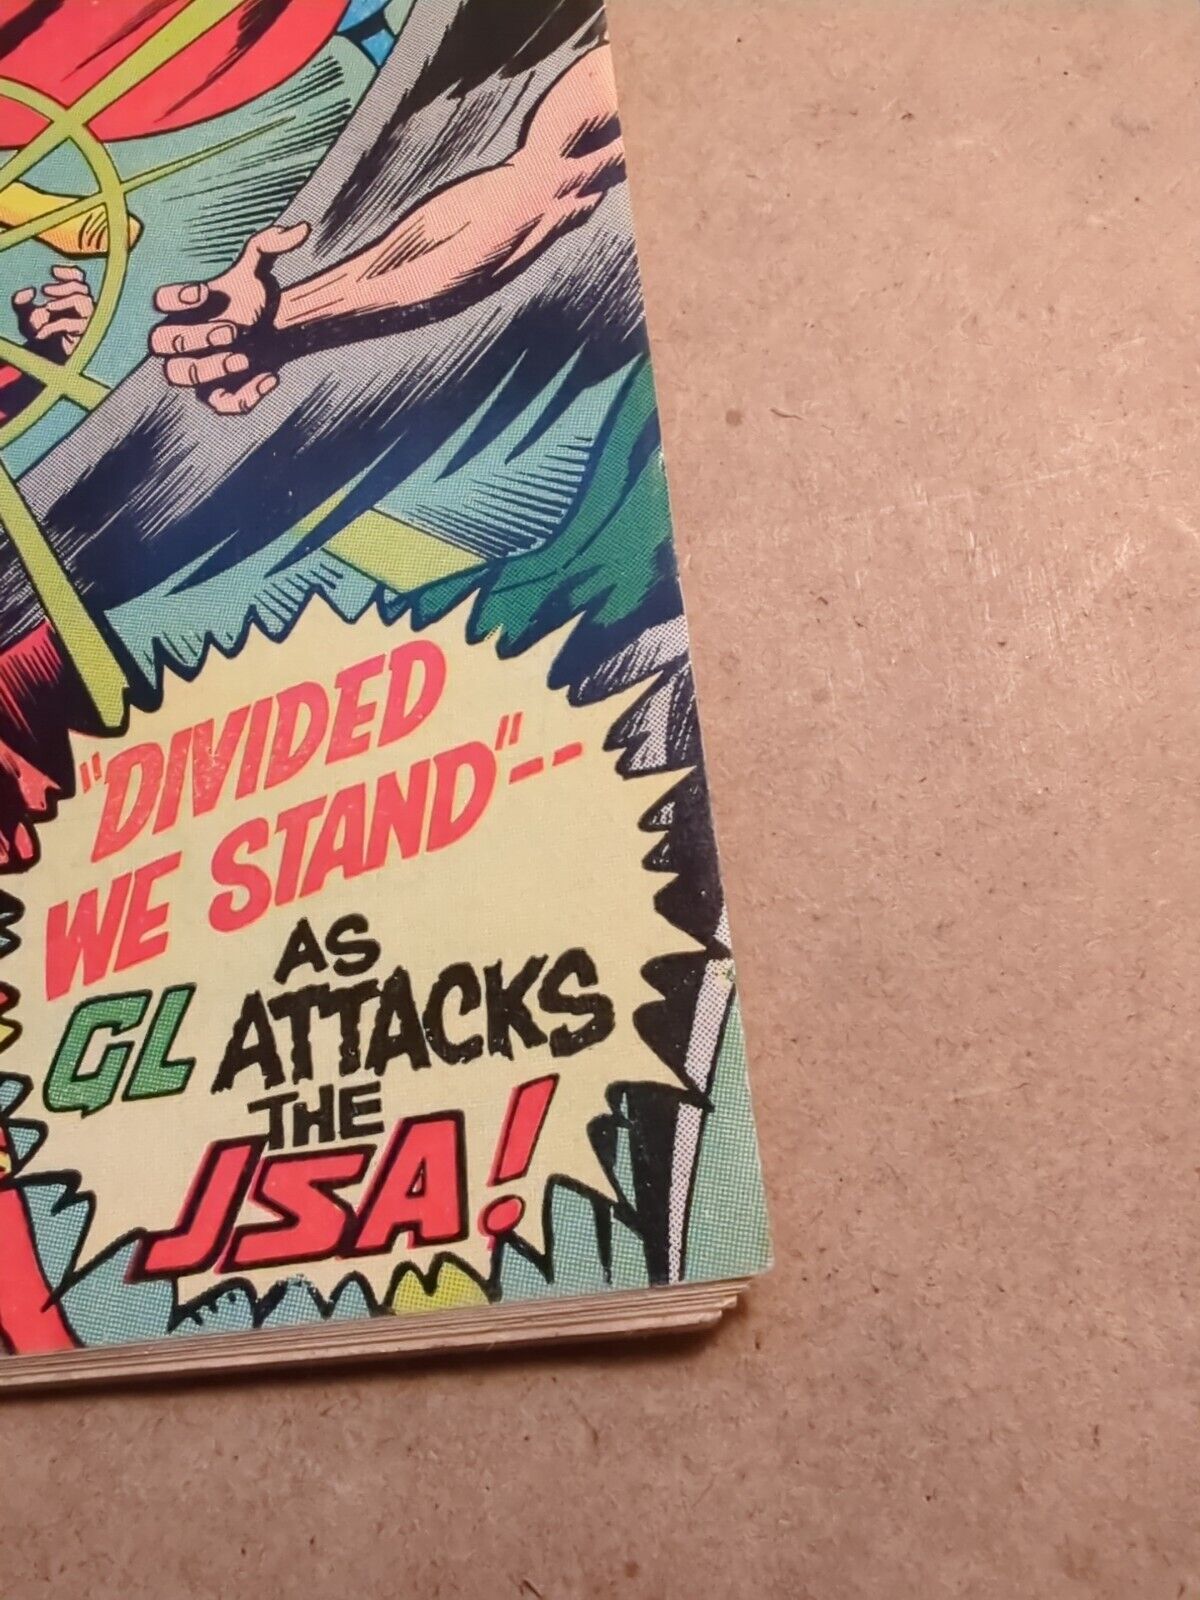 "DIVIDED
WE STAND"--
AS
GL ATTACKS
THE
JSA!